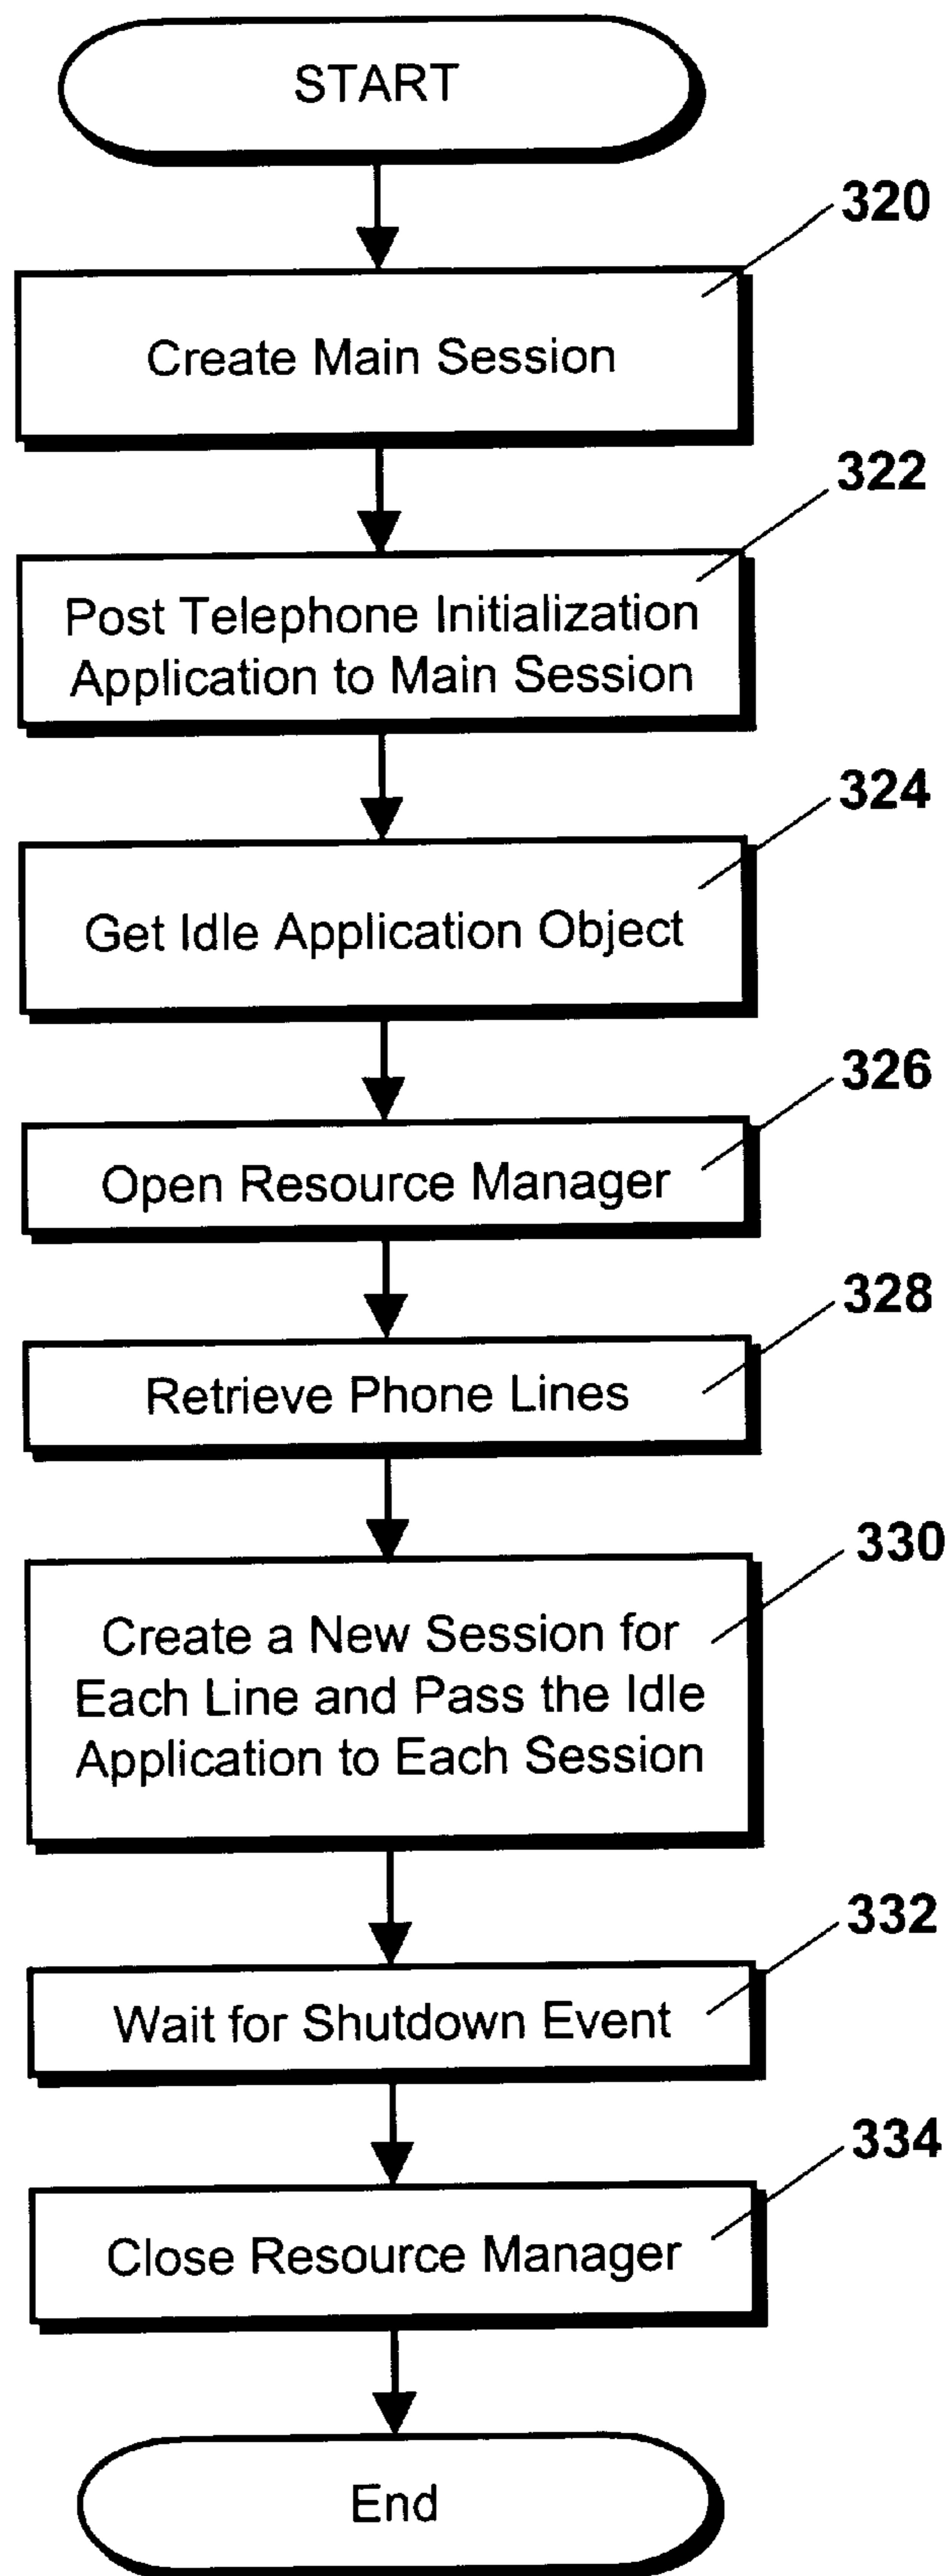 START
320
Create Main Session
322
Post Telephone Initialization
Application to Main Session
324
Get Idle Application Object
326
Open Resource Manager
328
Retrieve Phone Lines
330
Create a New Session for
Each Line and Pass the Idle
Application to Each Session
332
Wait for Shutdown Event
334
Close Resource Manager
End